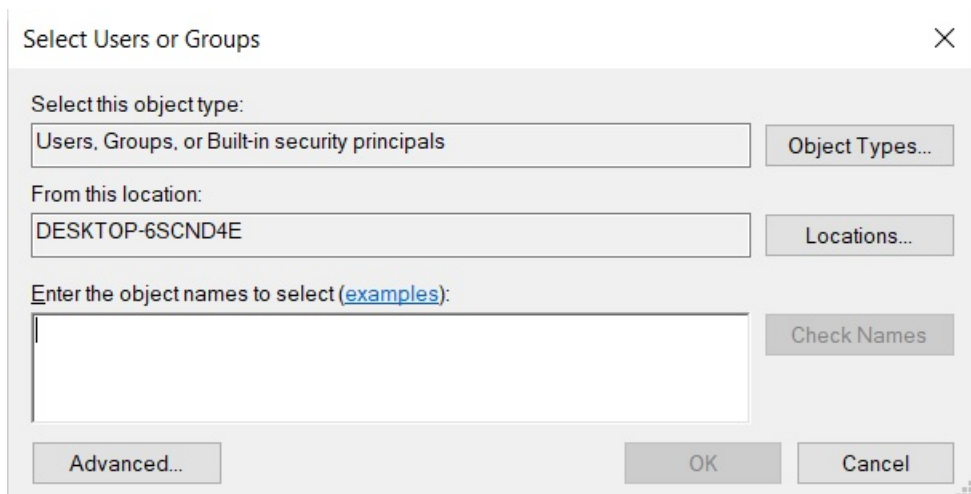 Select Users or Groups
Select this object type:
Users, Groups, or Built-in security principals
Object Types...
From this location:
DESKTOP-6SCND4E
Locations...
Enter the object names to select (examples):
Check Names
Advanced...
OK
Cancel